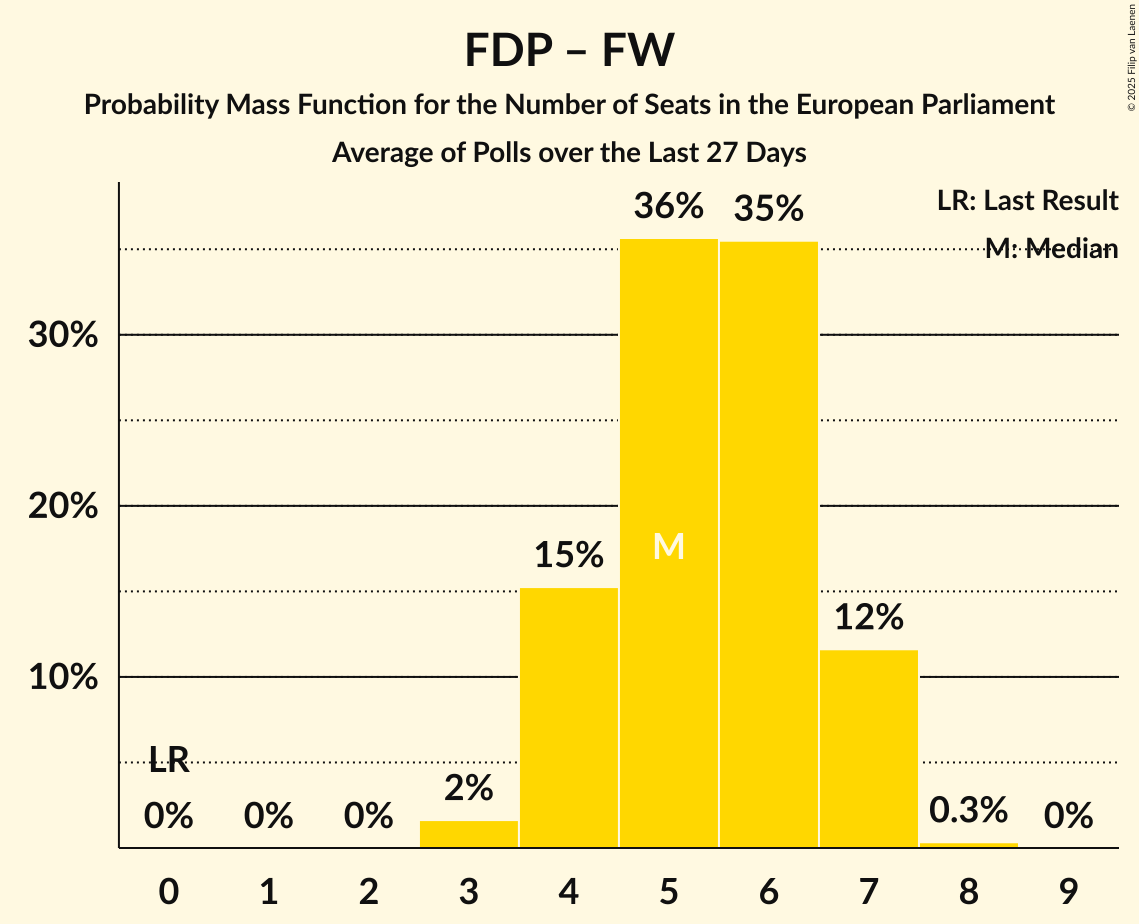 FDP – FW
Probability Mass Function for the Number of Seats in the European Parliament
Average of Polls over the Last 27 Days
© 2025 Filip van Laenen
LR: Last Result
M: Median
36%
35%
30%
20%
15%
M
12%
10%
LR
0%
0%
0%
2%
0.3%
0%
0 1 2 3 4 5 6 7 8 9